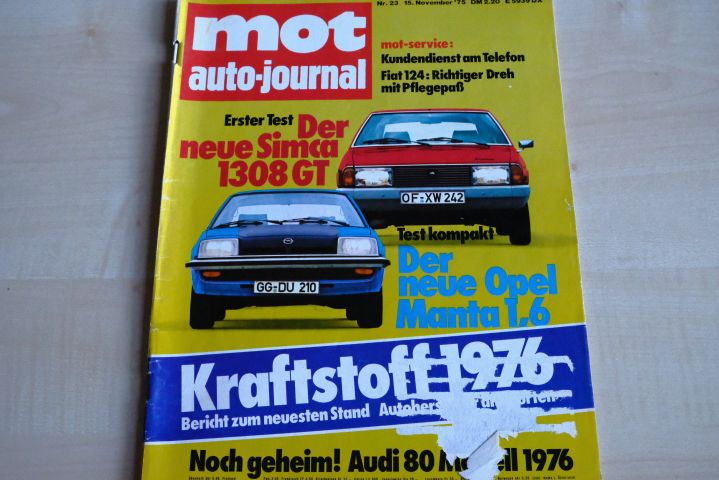 Nr. 23 15. November '75 DM 2.20 E 5939 DX
mot
auto-journal
mot-service:
Kundendienst am Telefon
Fiat 124: Richtiger Dreh
mit Pflegepaß
Erster Test
Der
neue Simca
1308 GT
OF-XW 242
GG-DU 210
Test kompakt
Der
neue Opel
Manta 1,6
Kraftstoff 1976
Bericht zum neuesten Stand
Noch geheim! Audi 80 1976